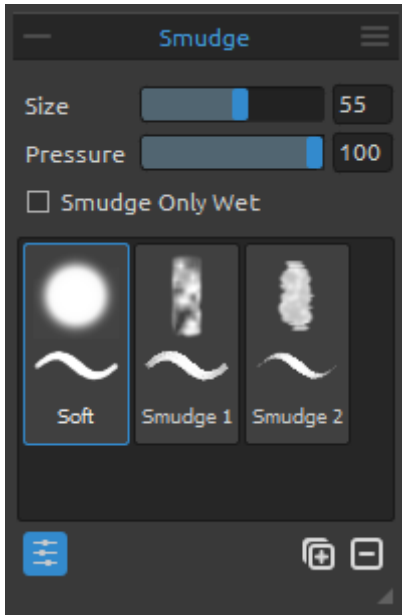 Smudge
Size 55
Pressure 100
Smudge Only Wet
Soft Smudge 1 Smudge 2